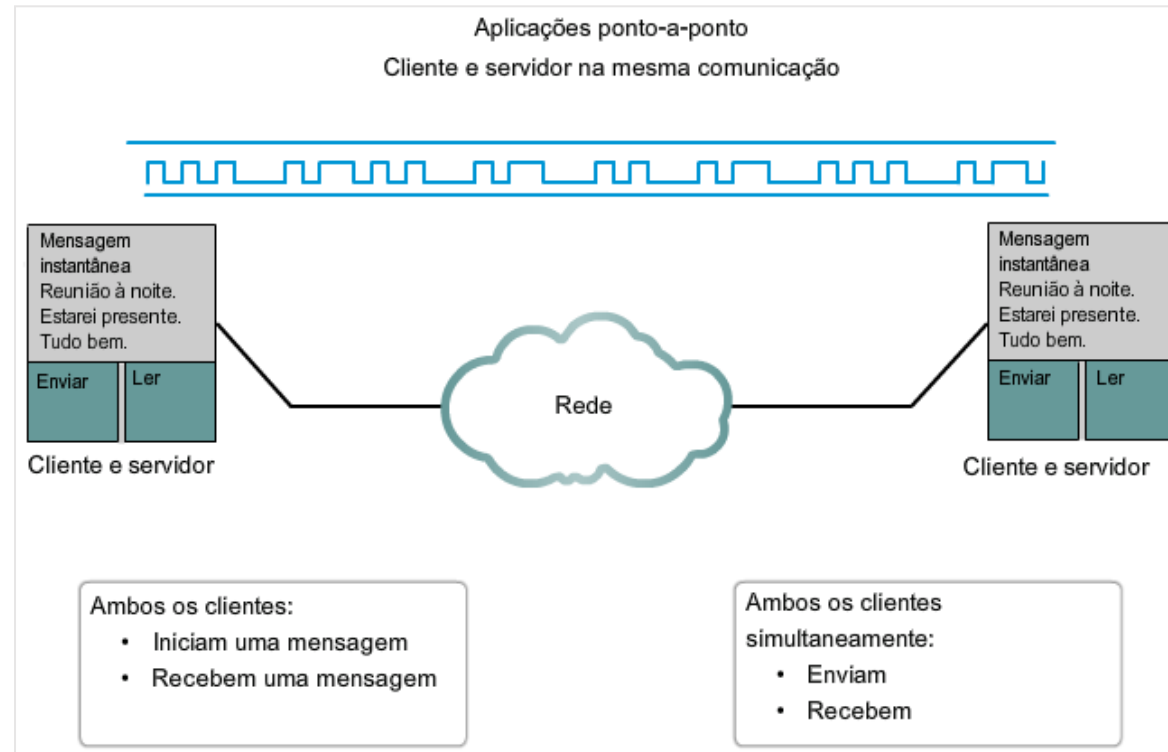 Aplicações ponto-a-ponto
Cliente e servidor na mesma comunicação
Mensagem
instantânea
Reunião à noite.
Estarei presente.
Tudo bem.
Enviar
Ler
Cliente e servidor
Rede
Mensagem
instantânea
Reunião à noite.
Estarei presente.
Tudo bem.
Enviar
Ler
Cliente e servidor
Ambos os clientes:
• Iniciam uma mensagem
• Recebem uma mensagem
Ambos os clientes
simultaneamente:
• Enviam
• Recebem